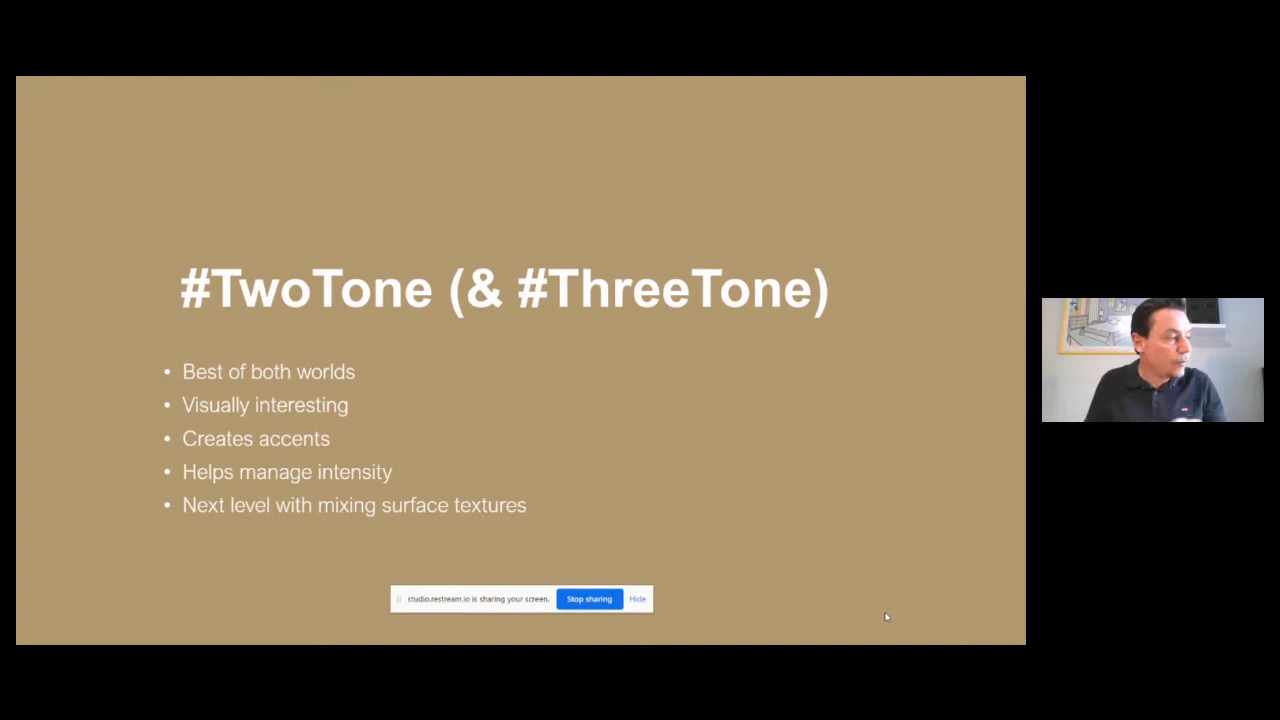 #TwoTone (& #ThreeTone)
• Best of both worlds
• Visually interesting
• Creates accents
• Helps manage intensity
• Next level with mixing surface textures
studio.restream.io is sharing your screen. Stop sharing Hide